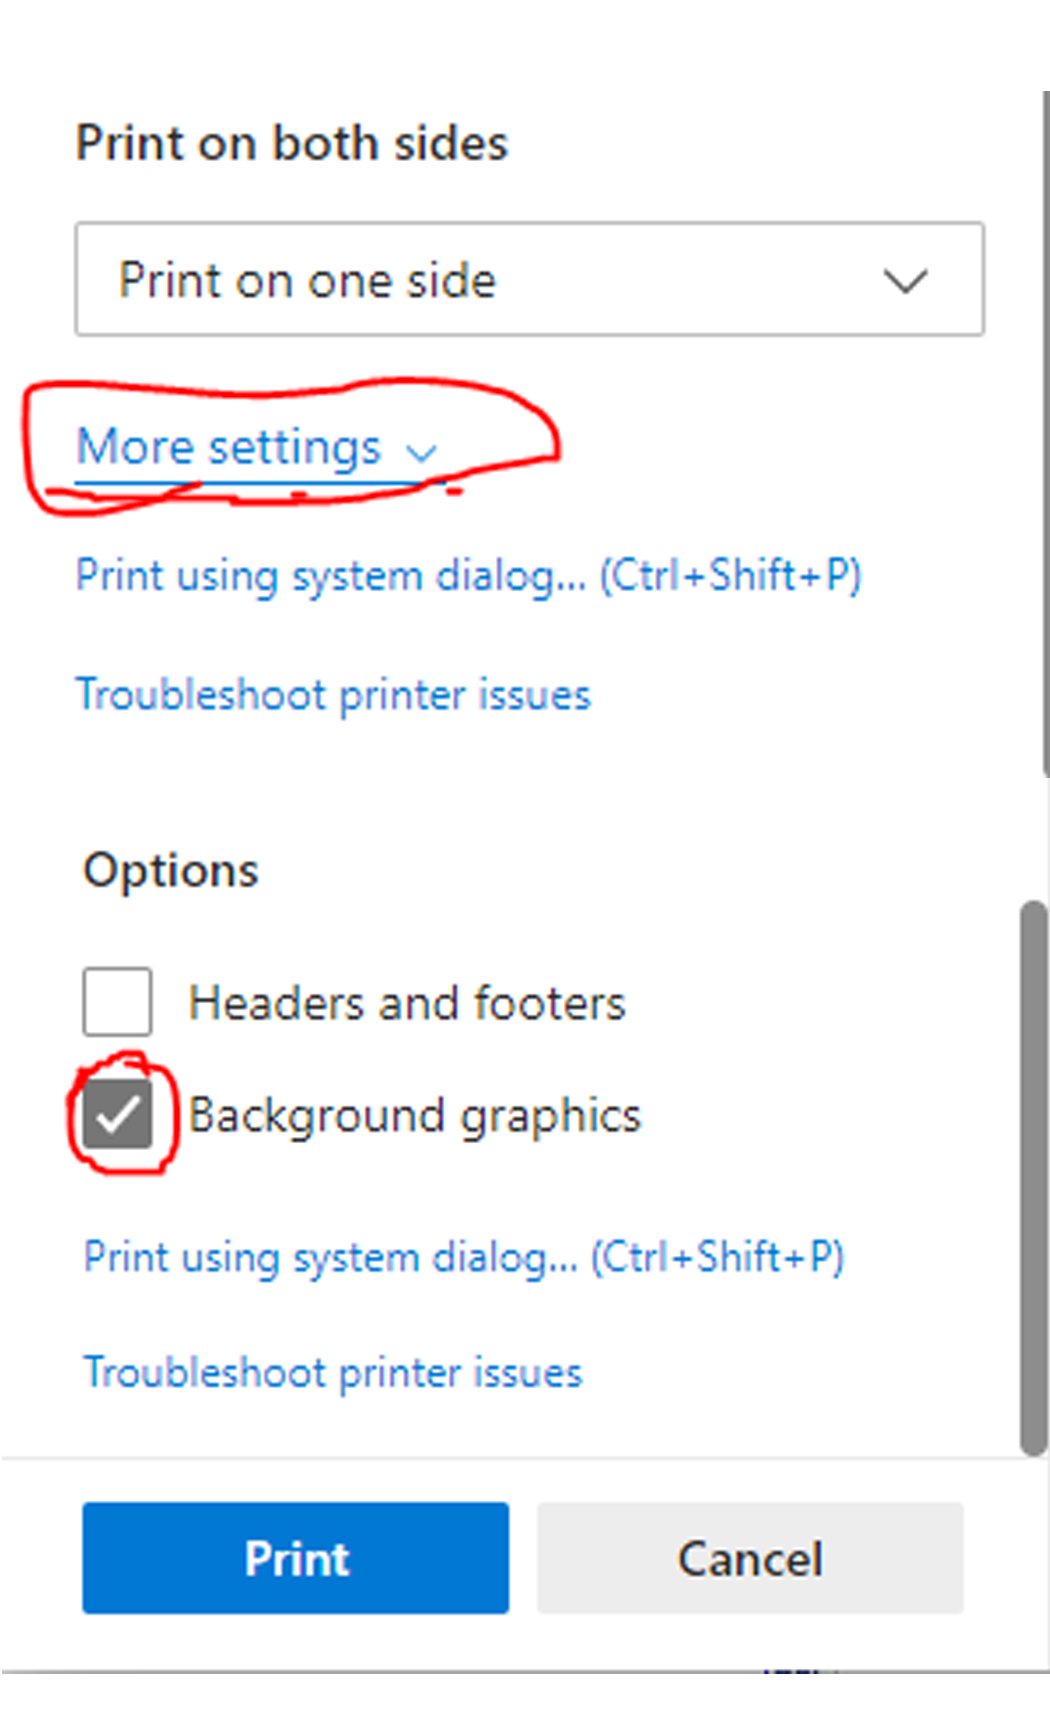 Print on both sides
Print on one side
More settings
Print using system dialog... (Ctrl+Shift+P)
Troubleshoot printer issues
Options
Headers and footers
Background graphics
Print using system dialog... (Ctrl+Shift+P)
Troubleshoot printer issues
Print Cancel